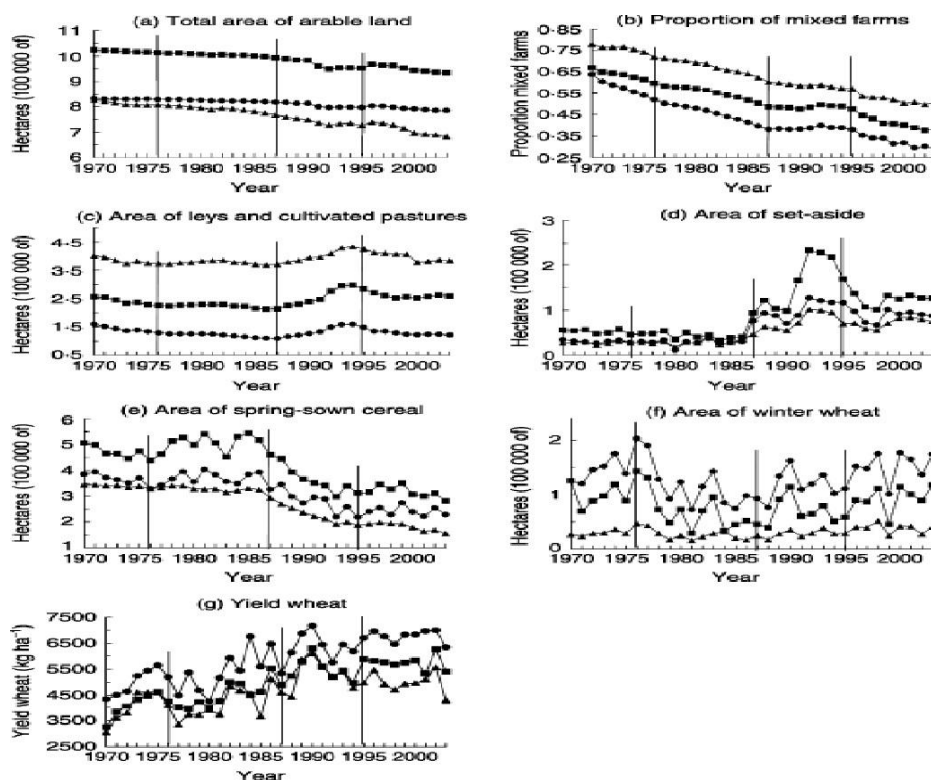 (a) Total area of arable land
Hectares (100 000 of)
11
10
9
8
7
6
1970 1975 1980 1985 1990 1995 2000
Year
(b) Proportion of mixed farms
Proportion mixed farms
0·85
0·75
0·65
0·55
0·45
0·35
0·25
1970 1975 1980 1985 1990 1995 2000
Year
(c) Area of leys and cultivated pastures
Hectares (100 000 of)
4·5
3·5
2·5
1·5
0·5
1970 1975 1980 1985 1990 1995 2000
Year
(d) Area of set-aside
Hectares (100 000 of)
3
2
1
0
1970 1975 1980 1985 1990 1995 2000
Year
(e) Area of spring-sown cereal
Hectares (100 000 of)
6
5
4
3
2
1
1970 1975 1980 1985 1990 1995 2000
Year
(f) Area of winter wheat
Hectares (100 000 of)
2
1
0
1970 1975 1980 1985 1990 1995 2000
Year
(g) Yield wheat
Yield wheat (kg ha⁻¹)
7500
6500
5500
4500
3500
2500
1970 1975 1980 1985 1990 1995 2000
Year